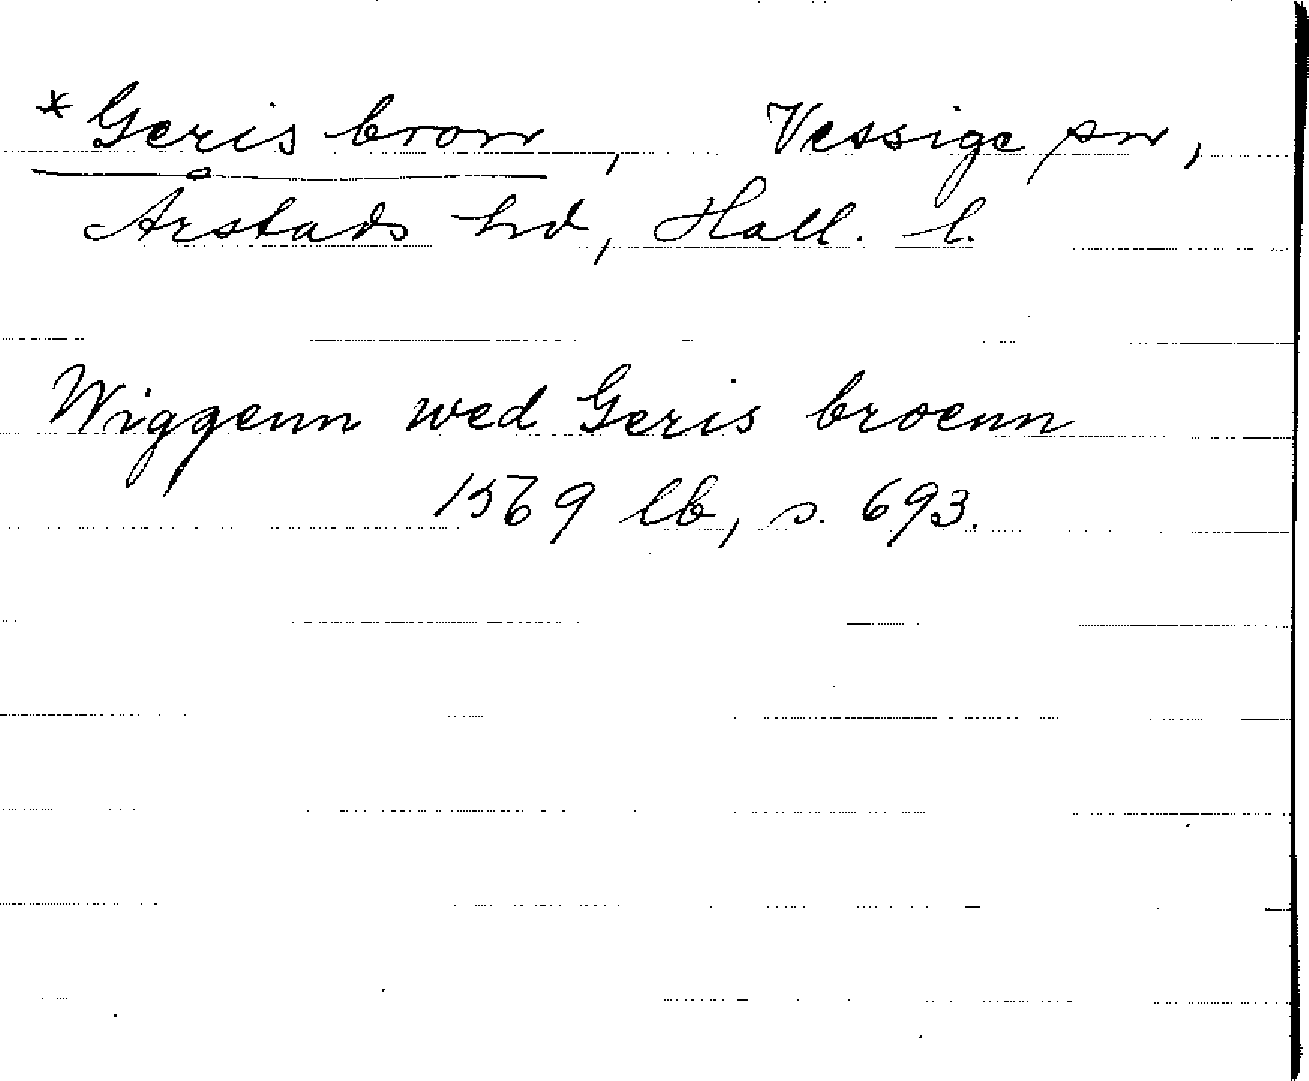 *Geris bron, Vessige sn,
Årstads hd, Hall. l.
Wiggenn wed Geris broenn
1569 lb, s. 693.